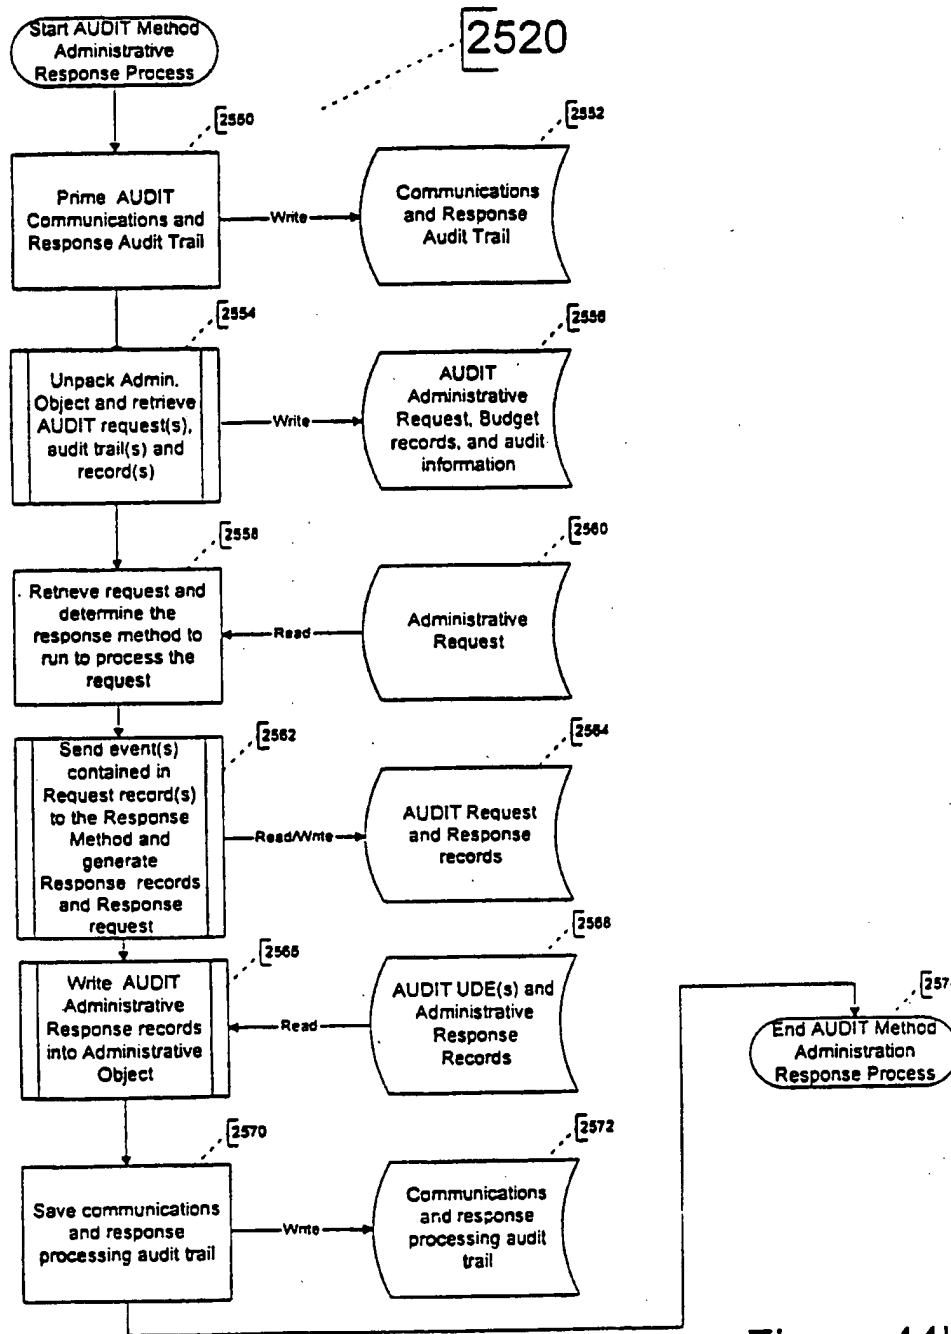 Start AUDIT Method
Administrative
Response Process
2520
2550
Prime AUDIT
Communications and
Response Audit Trail
Write
2552
Communications
and Response
Audit Trail
2554
Unpack Admin.
Object and retrieve
AUDIT request(s),
audit trail(s) and
record(s)
Write
2556
AUDIT
Administrative
Request, Budget
records, and audit
information
2558
Retrieve request and
determine the
response method to
run to process the
request
Read
2560
Administrative
Request
2562
Send event(s)
contained in
Request record(s)
to the Response
Method and
generate
Response records
and Response
request
Read/Write
2564
AUDIT Request
and Response
records
2566
Write AUDIT
Administrative
Response records
into Administrative
Object
Read
2568
AUDIT UDE(s) and
Administrative
Response
Records
257
End AUDIT Method
Administration
Response Process
2570
Save communications
and response
processing audit trail
Write
2572
Communications
and response
processing audit
trail